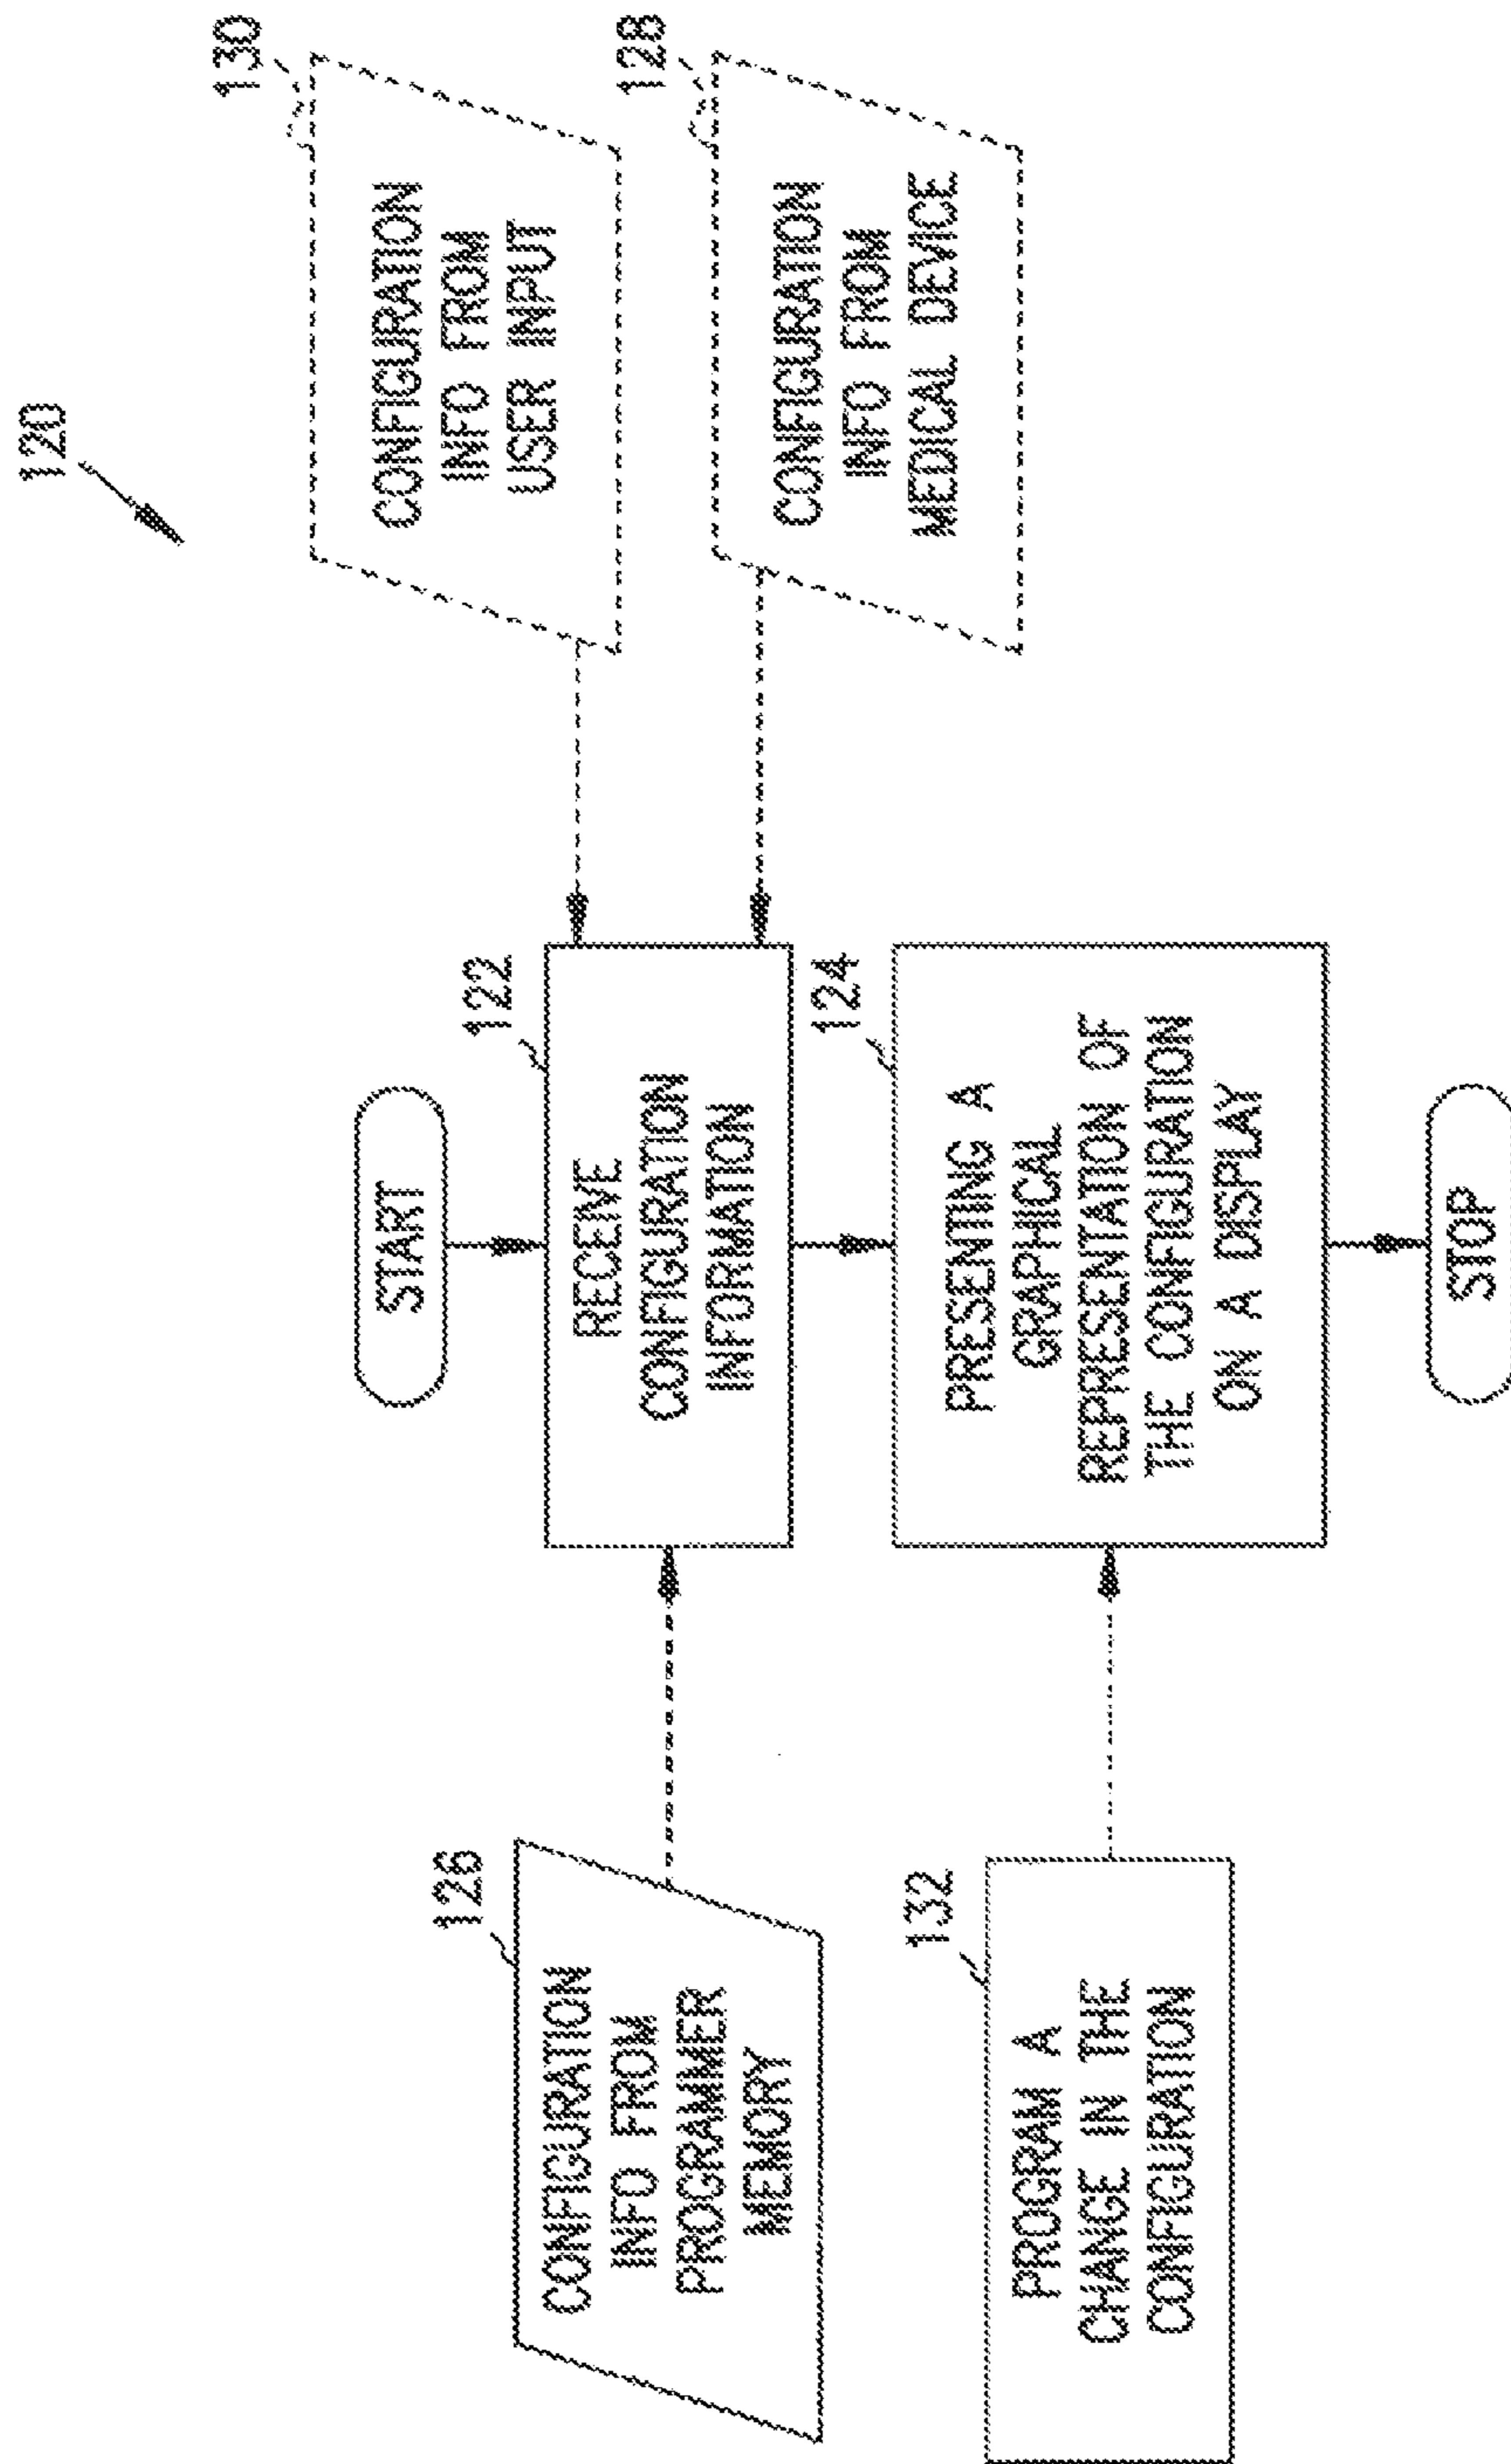 120
START
130
CONFIGURATION
INFO FROM
USER INPUT
122
RECEIVE
CONFIGURATION
INFORMATION
126
CONFIGURATION
INFO FROM
PROGRAMMER
MEMORY
128
CONFIGURATION
INFO FROM
MEDICAL DEVICE
124
PRESENTING A
GRAPHICAL
REPRESENTATION OF
THE CONFIGURATION
ON A DISPLAY
132
PROGRAM A
CHANGE IN THE
CONFIGURATION
STOP